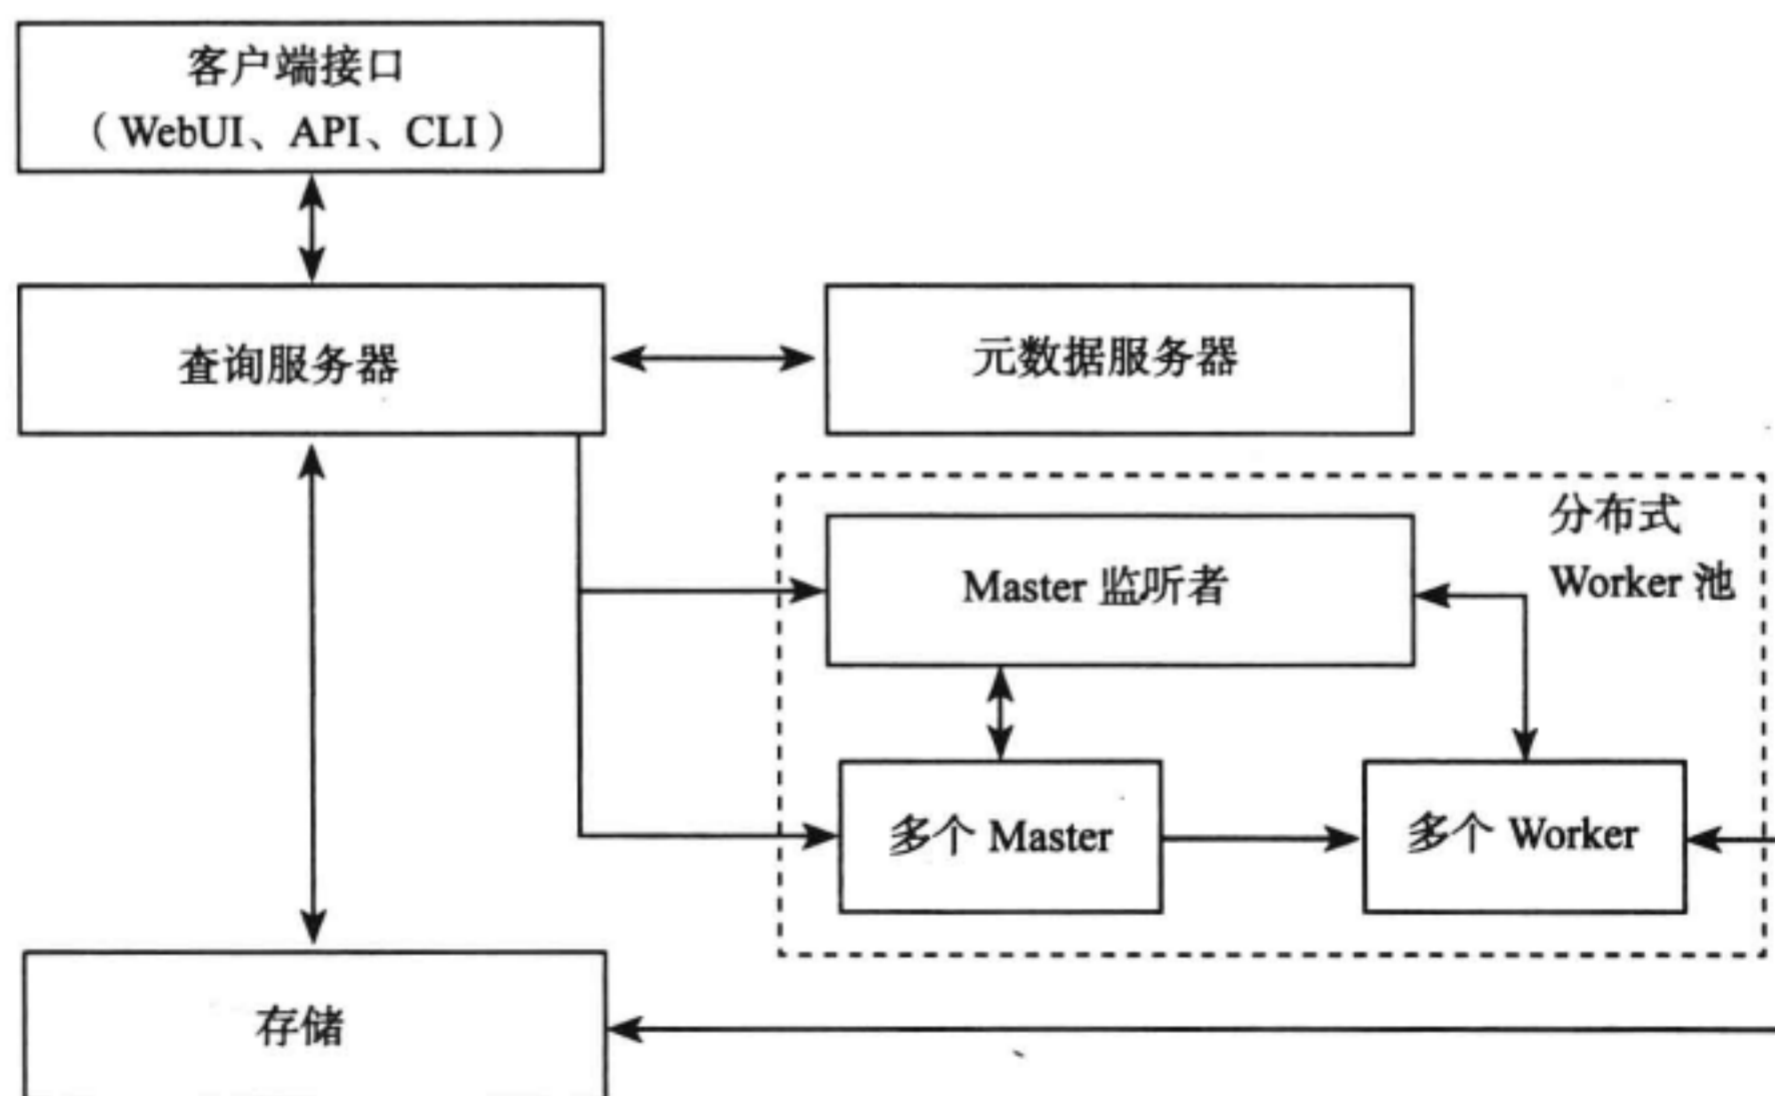 客户端接口
（WebUI、API、CLI）
查询服务器
元数据服务器
分布式
Worker 池
Master 监听者
多个 Master
多个 Worker
存储